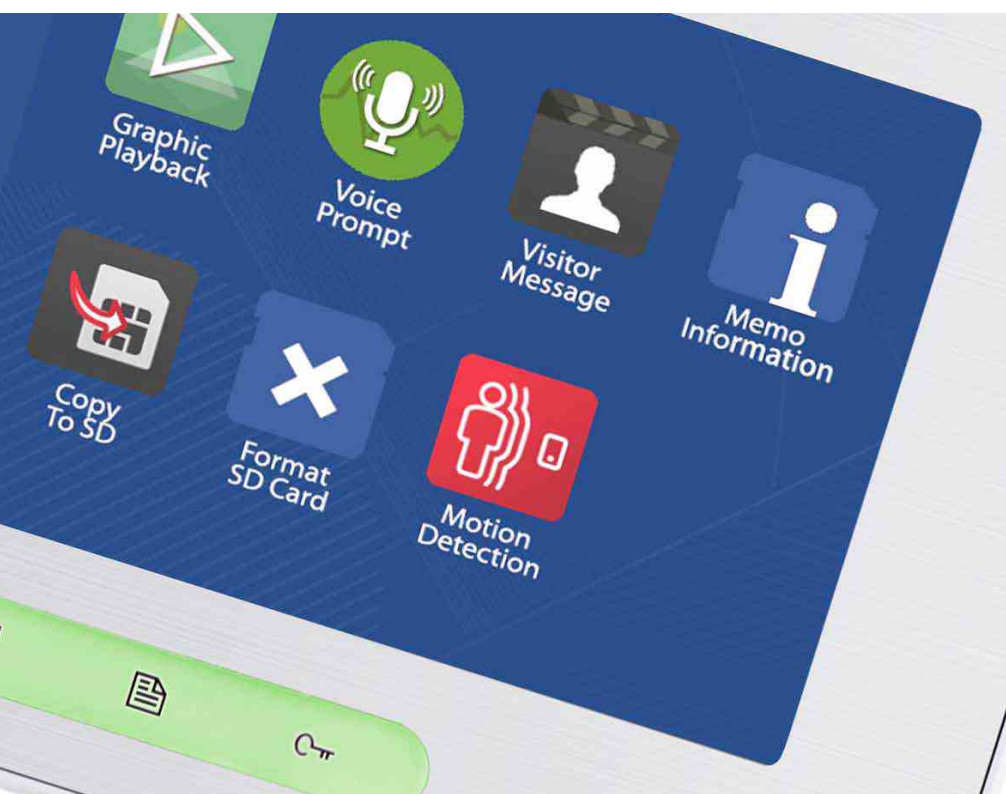 Graphic
Playback
Voice
Prompt
Visitor
Message
Memo
Information
Copy
To SD
Format
SD Card
Motion
Detection